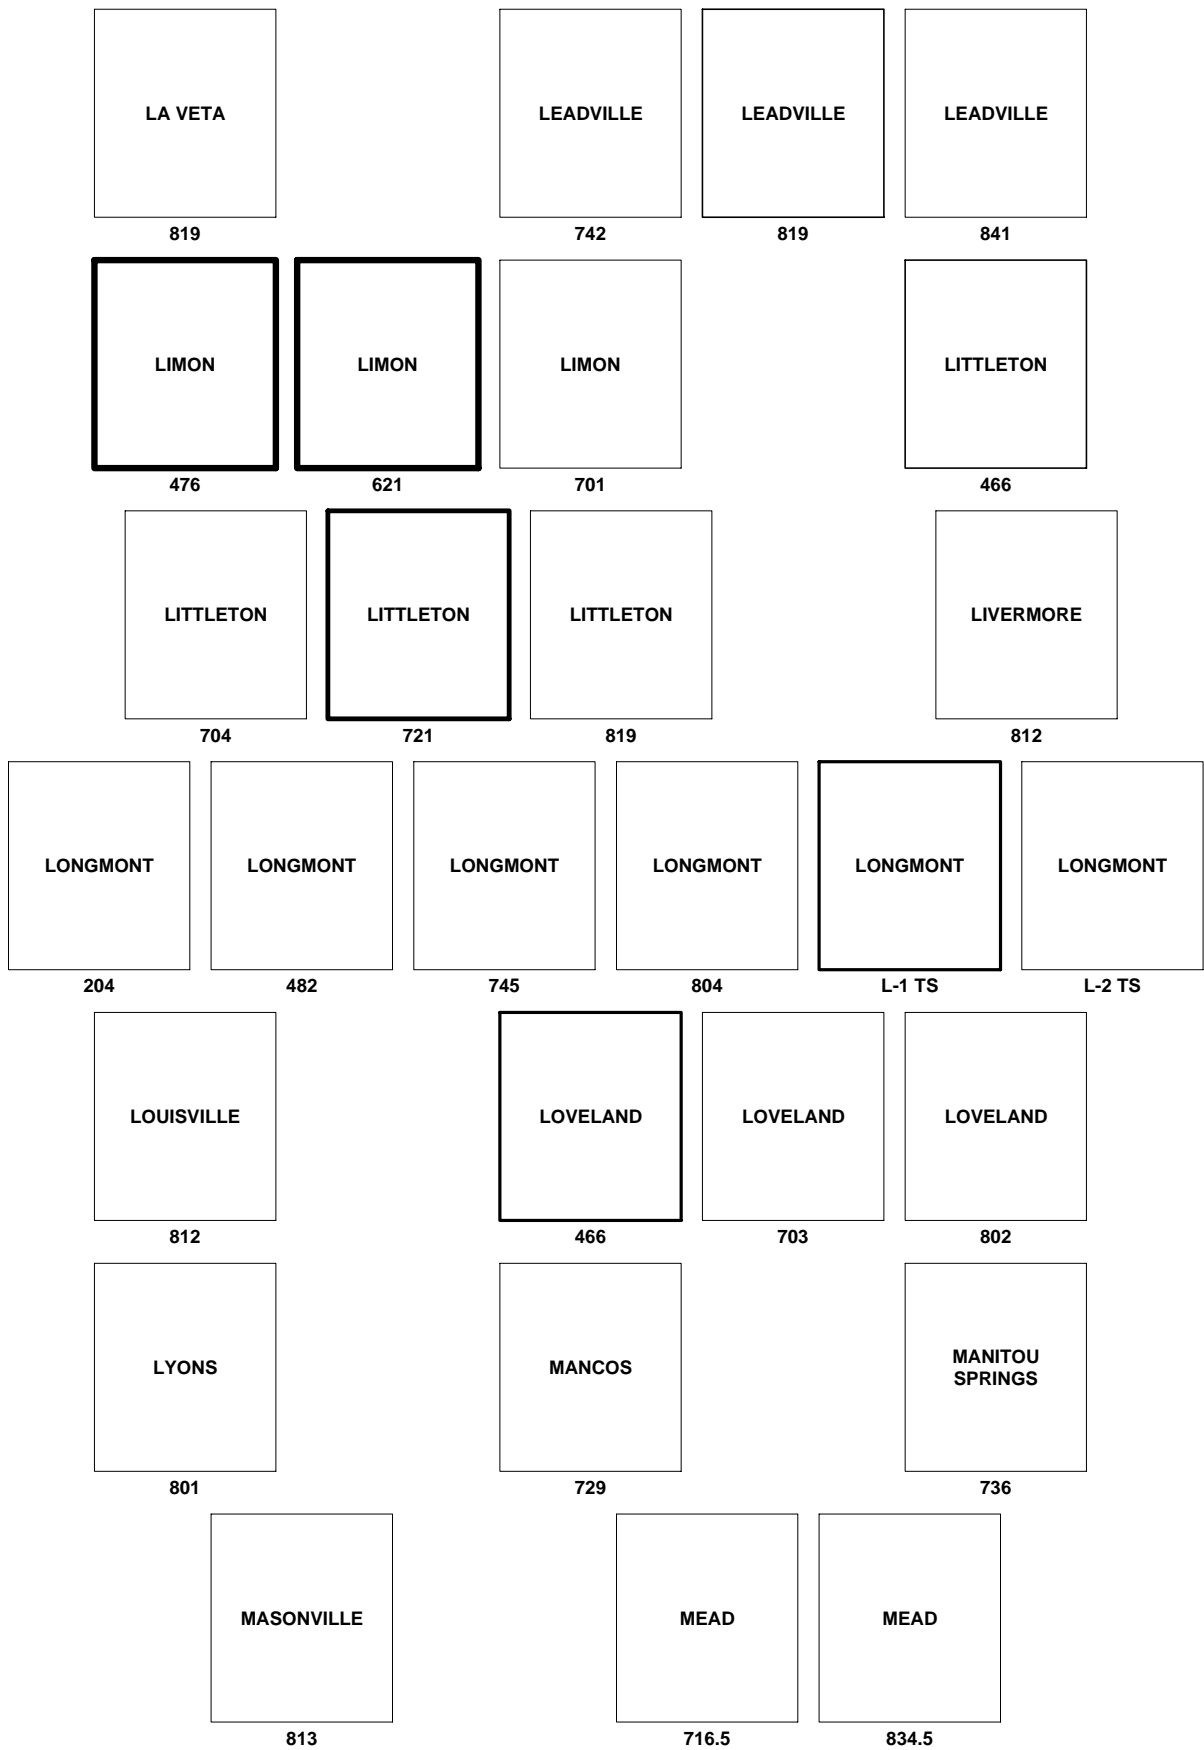 LA VETA
LEADVILLE
LEADVILLE
LEADVILLE
819
742
819
841
LIMON
LIMON
LIMON
LITTLETON
476
621
701
466
LITTLETON
LITTLETON
LITTLETON
LIVERMORE
704
721
819
812
LONGMONT
LONGMONT
LONGMONT
LONGMONT
LONGMONT
LONGMONT
204
482
745
804
L-1 TS
L-2 TS
LOUISVILLE
LOVELAND
LOVELAND
LOVELAND
812
466
703
802
LYONS
MANCOS
MANITOU
SPRINGS
801
729
736
MASONVILLE
MEAD
MEAD
813
716.5
834.5